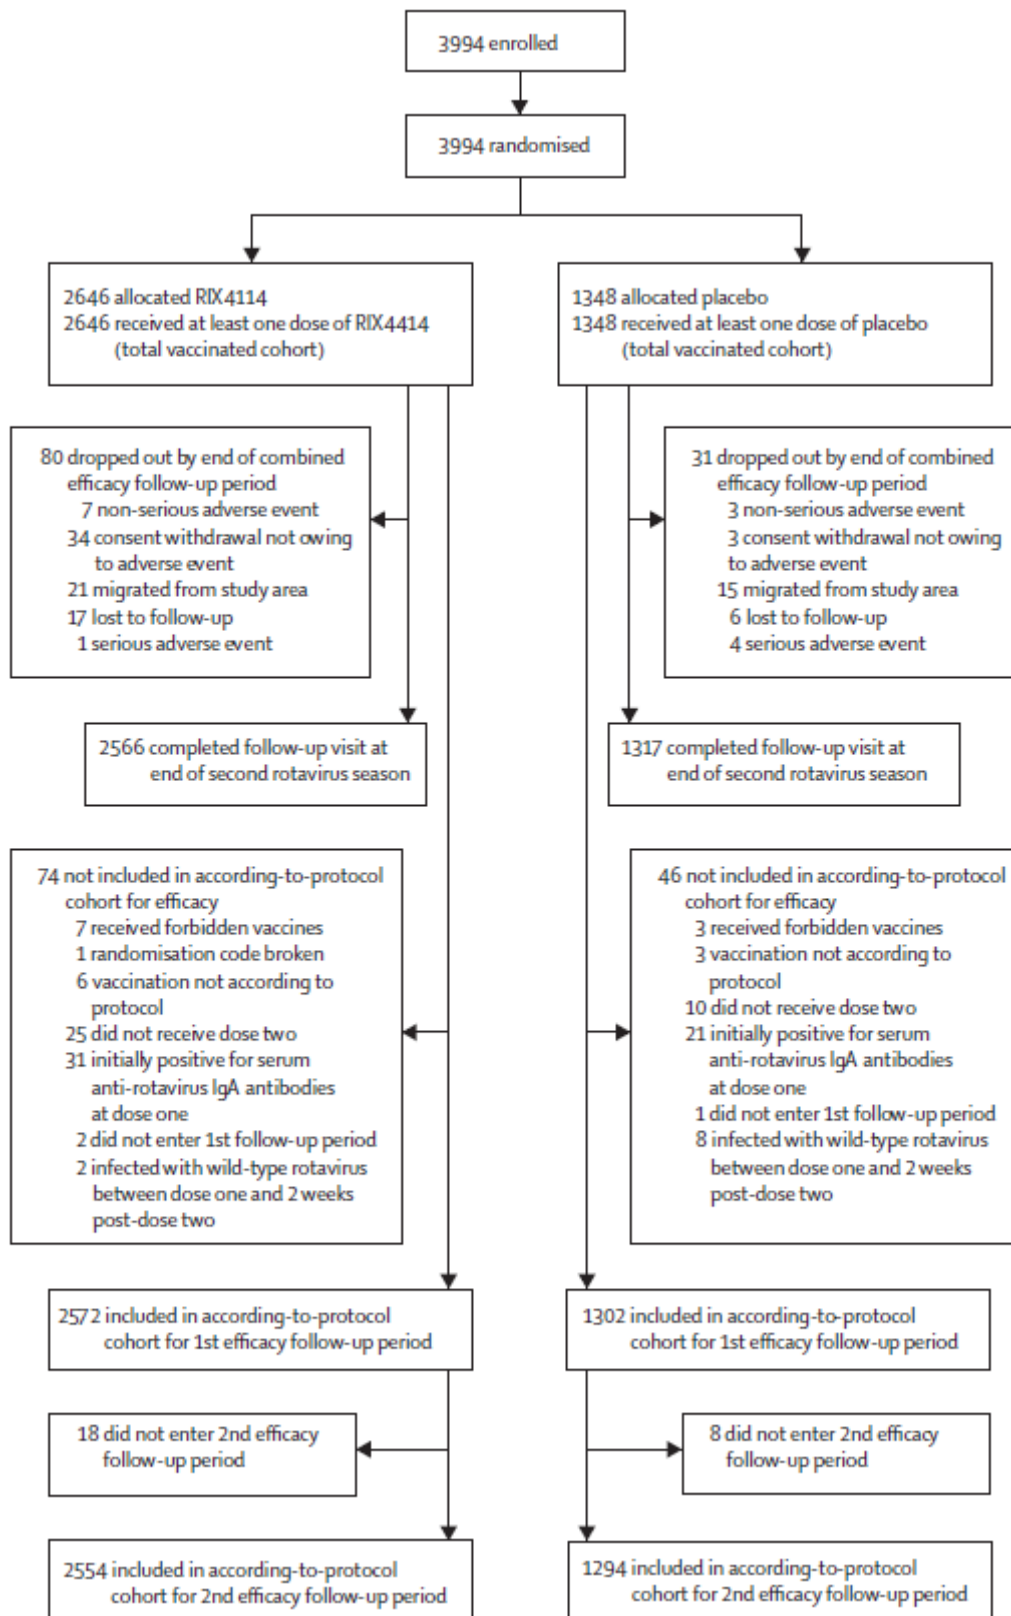 3994 enrolled
3994 randomised
2646 allocated RIX4114
2646 received at least one dose of RIX4414
(total vaccinated cohort)
1348 allocated placebo
1348 received at least one dose of placebo
(total vaccinated cohort)
80 dropped out by end of combined
efficacy follow-up period
7 non-serious adverse event
34 consent withdrawal not owing
to adverse event
21 migrated from study area
17 lost to follow-up
1 serious adverse event
31 dropped out by end of combined
efficacy follow-up period
3 non-serious adverse event
3 consent withdrawal not owing
to adverse event
15 migrated from study area
6 lost to follow-up
4 serious adverse event
2566 completed follow-up visit at
end of second rotavirus season
1317 completed follow-up visit at
end of second rotavirus season
74 not included in according-to-protocol
cohort for efficacy
7 received forbidden vaccines
1 randomisation code broken
6 vaccination not according to
protocol
25 did not receive dose two
31 initially positive for serum
anti-rotavirus IgA antibodies
at dose one
2 did not enter 1st follow-up period
2 infected with wild-type rotavirus
between dose one and 2 weeks
post-dose two
46 not included in according-to-protocol
cohort for efficacy
3 received forbidden vaccines
3 vaccination not according to
protocol
10 did not receive dose two
21 initially positive for serum
anti-rotavirus IgA antibodies
at dose one
1 did not enter 1st follow-up period
8 infected with wild-type rotavirus
between dose one and 2 weeks
post-dose two
2572 included in according-to-protocol
cohort for 1st efficacy follow-up period
1302 included in according-to-protocol
cohort for 1st efficacy follow-up period
18 did not enter 2nd efficacy
follow-up period
8 did not enter 2nd efficacy
follow-up period
2554 included in according-to-protocol
cohort for 2nd efficacy follow-up period
1294 included in according-to-protocol
cohort for 2nd efficacy follow-up period